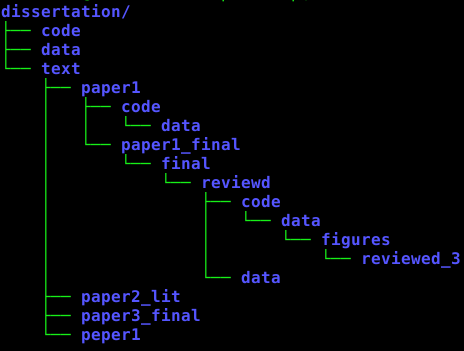 dissertation/
code
data
text
paper1
code
data
paper1_final
final
reviewd
code
data
figures
reviewed_3
data
paper2_lit
paper3_final
peper1